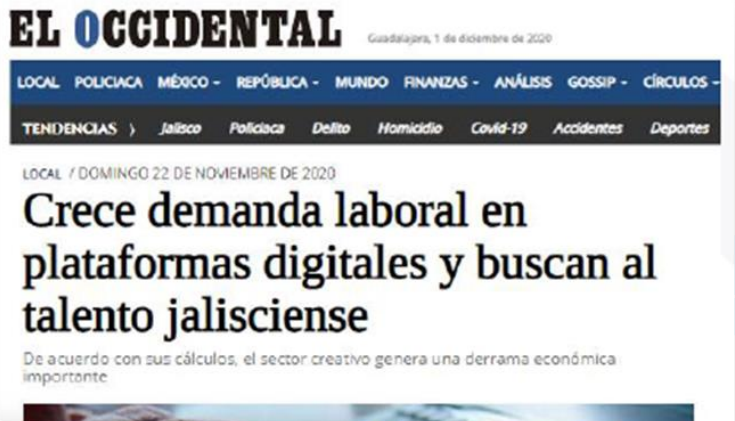 EL OCCIDENTAL
Guadalajara, 1 de diciembre de 2020
LOCAL POLICIACA MÉXICO REPÚBLICA MUNDO FINANZAS ANÁLISIS GOSSIP CÍRCULOS
TENDENCIAS Jalisco Policiaca Delito Homicidio Covid-19 Accidentes Deportes
LOCAL / DOMINGO 22 DE NOVIEMBRE DE 2020
Crece demanda laboral en
plataformas digitales y buscan al
talento jalisciense
De acuerdo con sus cálculos, el sector creativo genera una derrama económica
importante